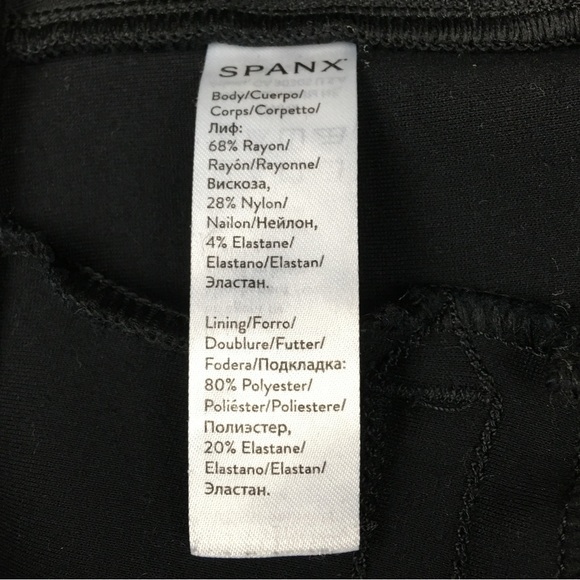 SPANX
Body/Cuerpo/
Corps/Corpetto/
Лиф:
68% Rayon/
Rayón/Rayonne/
Вискоза,
28% Nylon/
Nailon/Нейлон,
4% Elastane/
Elastano/Elastan/
Эластан.
Lining/Forro/
Doublure/Futter/
Fodera/Подкладка:
80% Polyester/
Poliéster/Poliestere/
Полиэстер,
20% Elastane/
Elastano/Elastan/
Эластан.